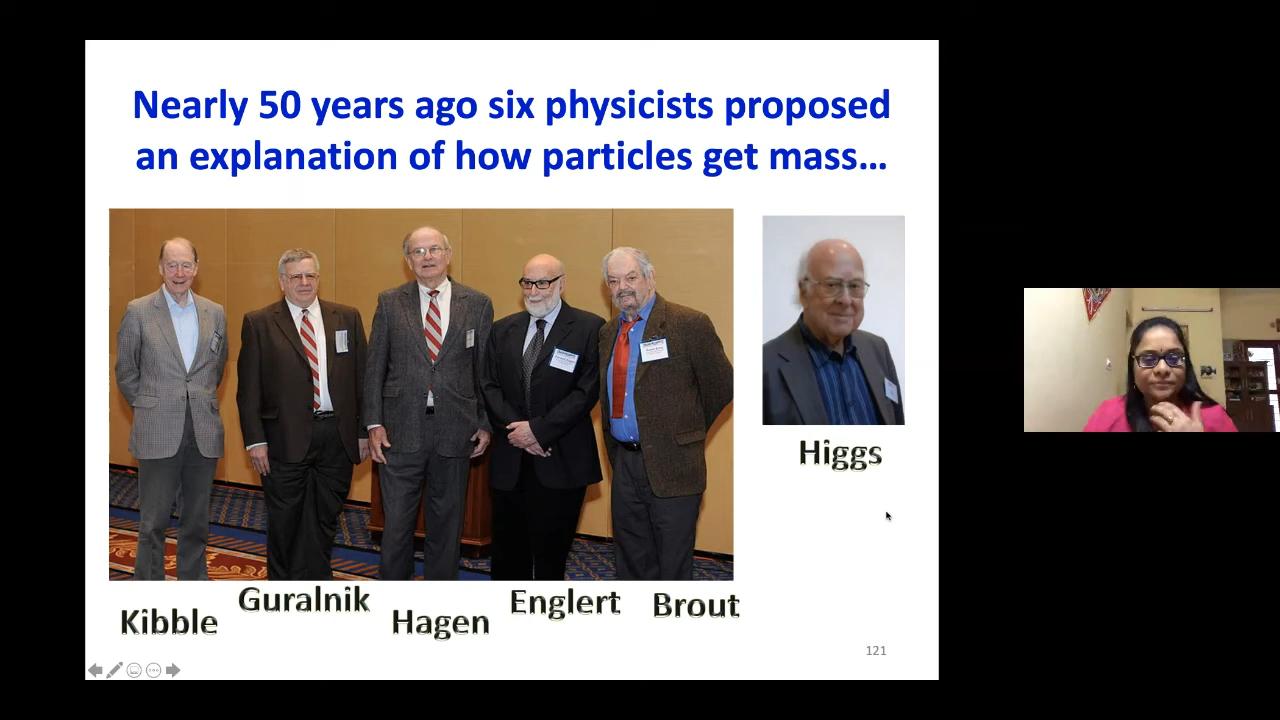 Nearly 50 years ago six physicists proposed
an explanation of how particles get mass…
Higgs
Kibble
Guralnik
Hagen
Englert
Brout
121